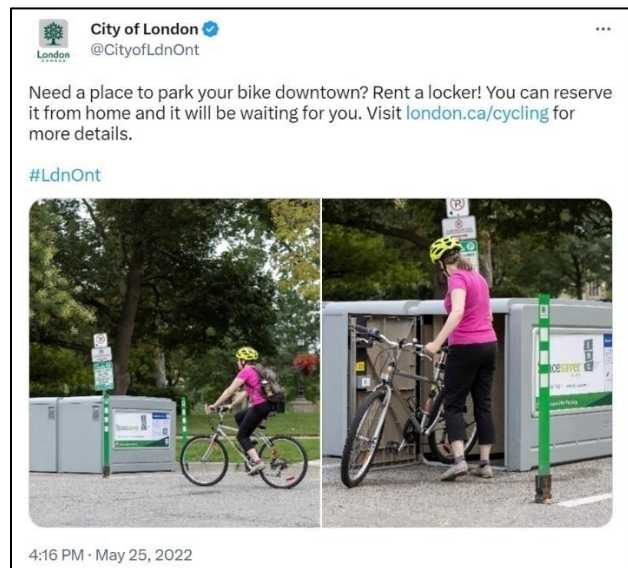 City of London
@CityofLdnOnt
London
CANADA
Need a place to park your bike downtown? Rent a locker! You can reserve
it from home and it will be waiting for you. Visit london.ca/cycling for
more details.
#LdnOnt
4:16 PM · May 25, 2022